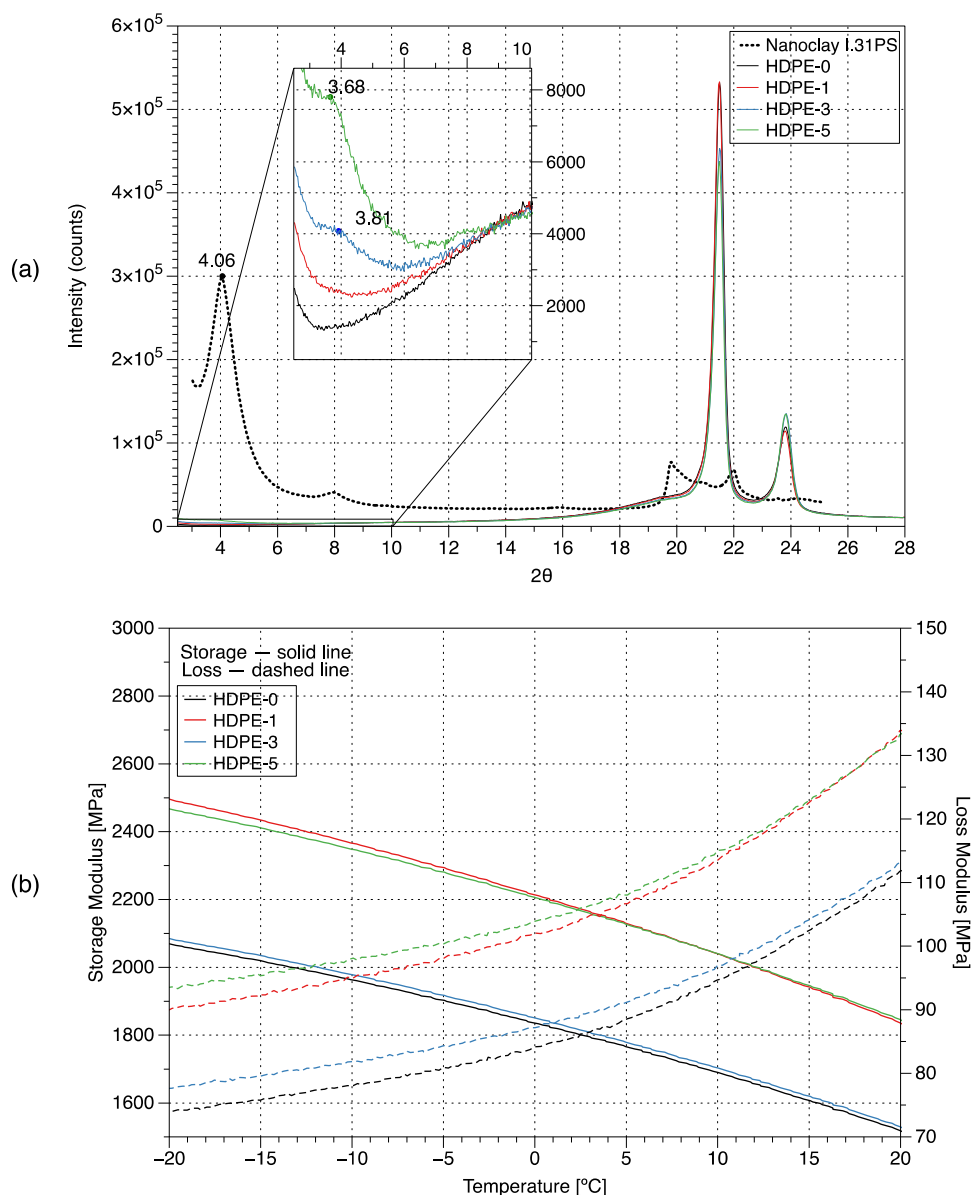 (a)
Intensity (counts)
6×10⁵
5×10⁵
4×10⁵
3×10⁵
2×10⁵
1×10⁵
0
4 6 8 10
8000
6000
4000
2000
3.68
3.81
4.06
Nanoclay I.31PS
HDPE-0
HDPE-1
HDPE-3
HDPE-5
4 6 8 10 12 14 16 18 20 22 24 26 28
2θ
(b)
Storage Modulus [MPa]
3000
2800
2600
2400
2200
2000
1800
1600
Storage — solid line
Loss — dashed line
HDPE-0
HDPE-1
HDPE-3
HDPE-5
150
140
130
120
110
100
90
80
70
Loss Modulus [MPa]
−20 −15 −10 −5 0 5 10 15 20
Temperature [ºC]